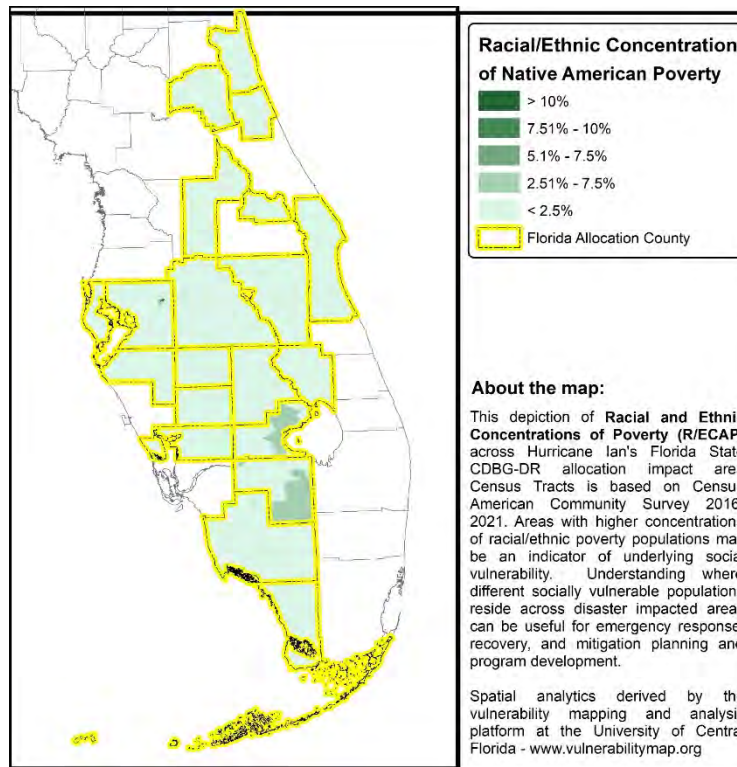 Racial/Ethnic Concentration
of Native American Poverty
> 10%
7.51% - 10%
5.1% - 7.5%
2.51% - 7.5%
< 2.5%
Florida Allocation County
About the map:
This depiction of Racial and Ethni
Concentrations of Poverty (R/ECAP
across Hurricane Ian's Florida Stat
CDBG-DR allocation impact are
Census Tracts is based on Censu
American Community Survey 2016
2021. Areas with higher concentration
of racial/ethnic poverty populations ma
be an indicator of underlying socia
vulnerability. Understanding where
different socially vulnerable population
reside across disaster impacted area
can be useful for emergency response
recovery, and mitigation planning and
program development.
Spatial analytics derived by th
vulnerability mapping and analysi
platform at the University of Centra
Florida - www.vulnerabilitymap.org